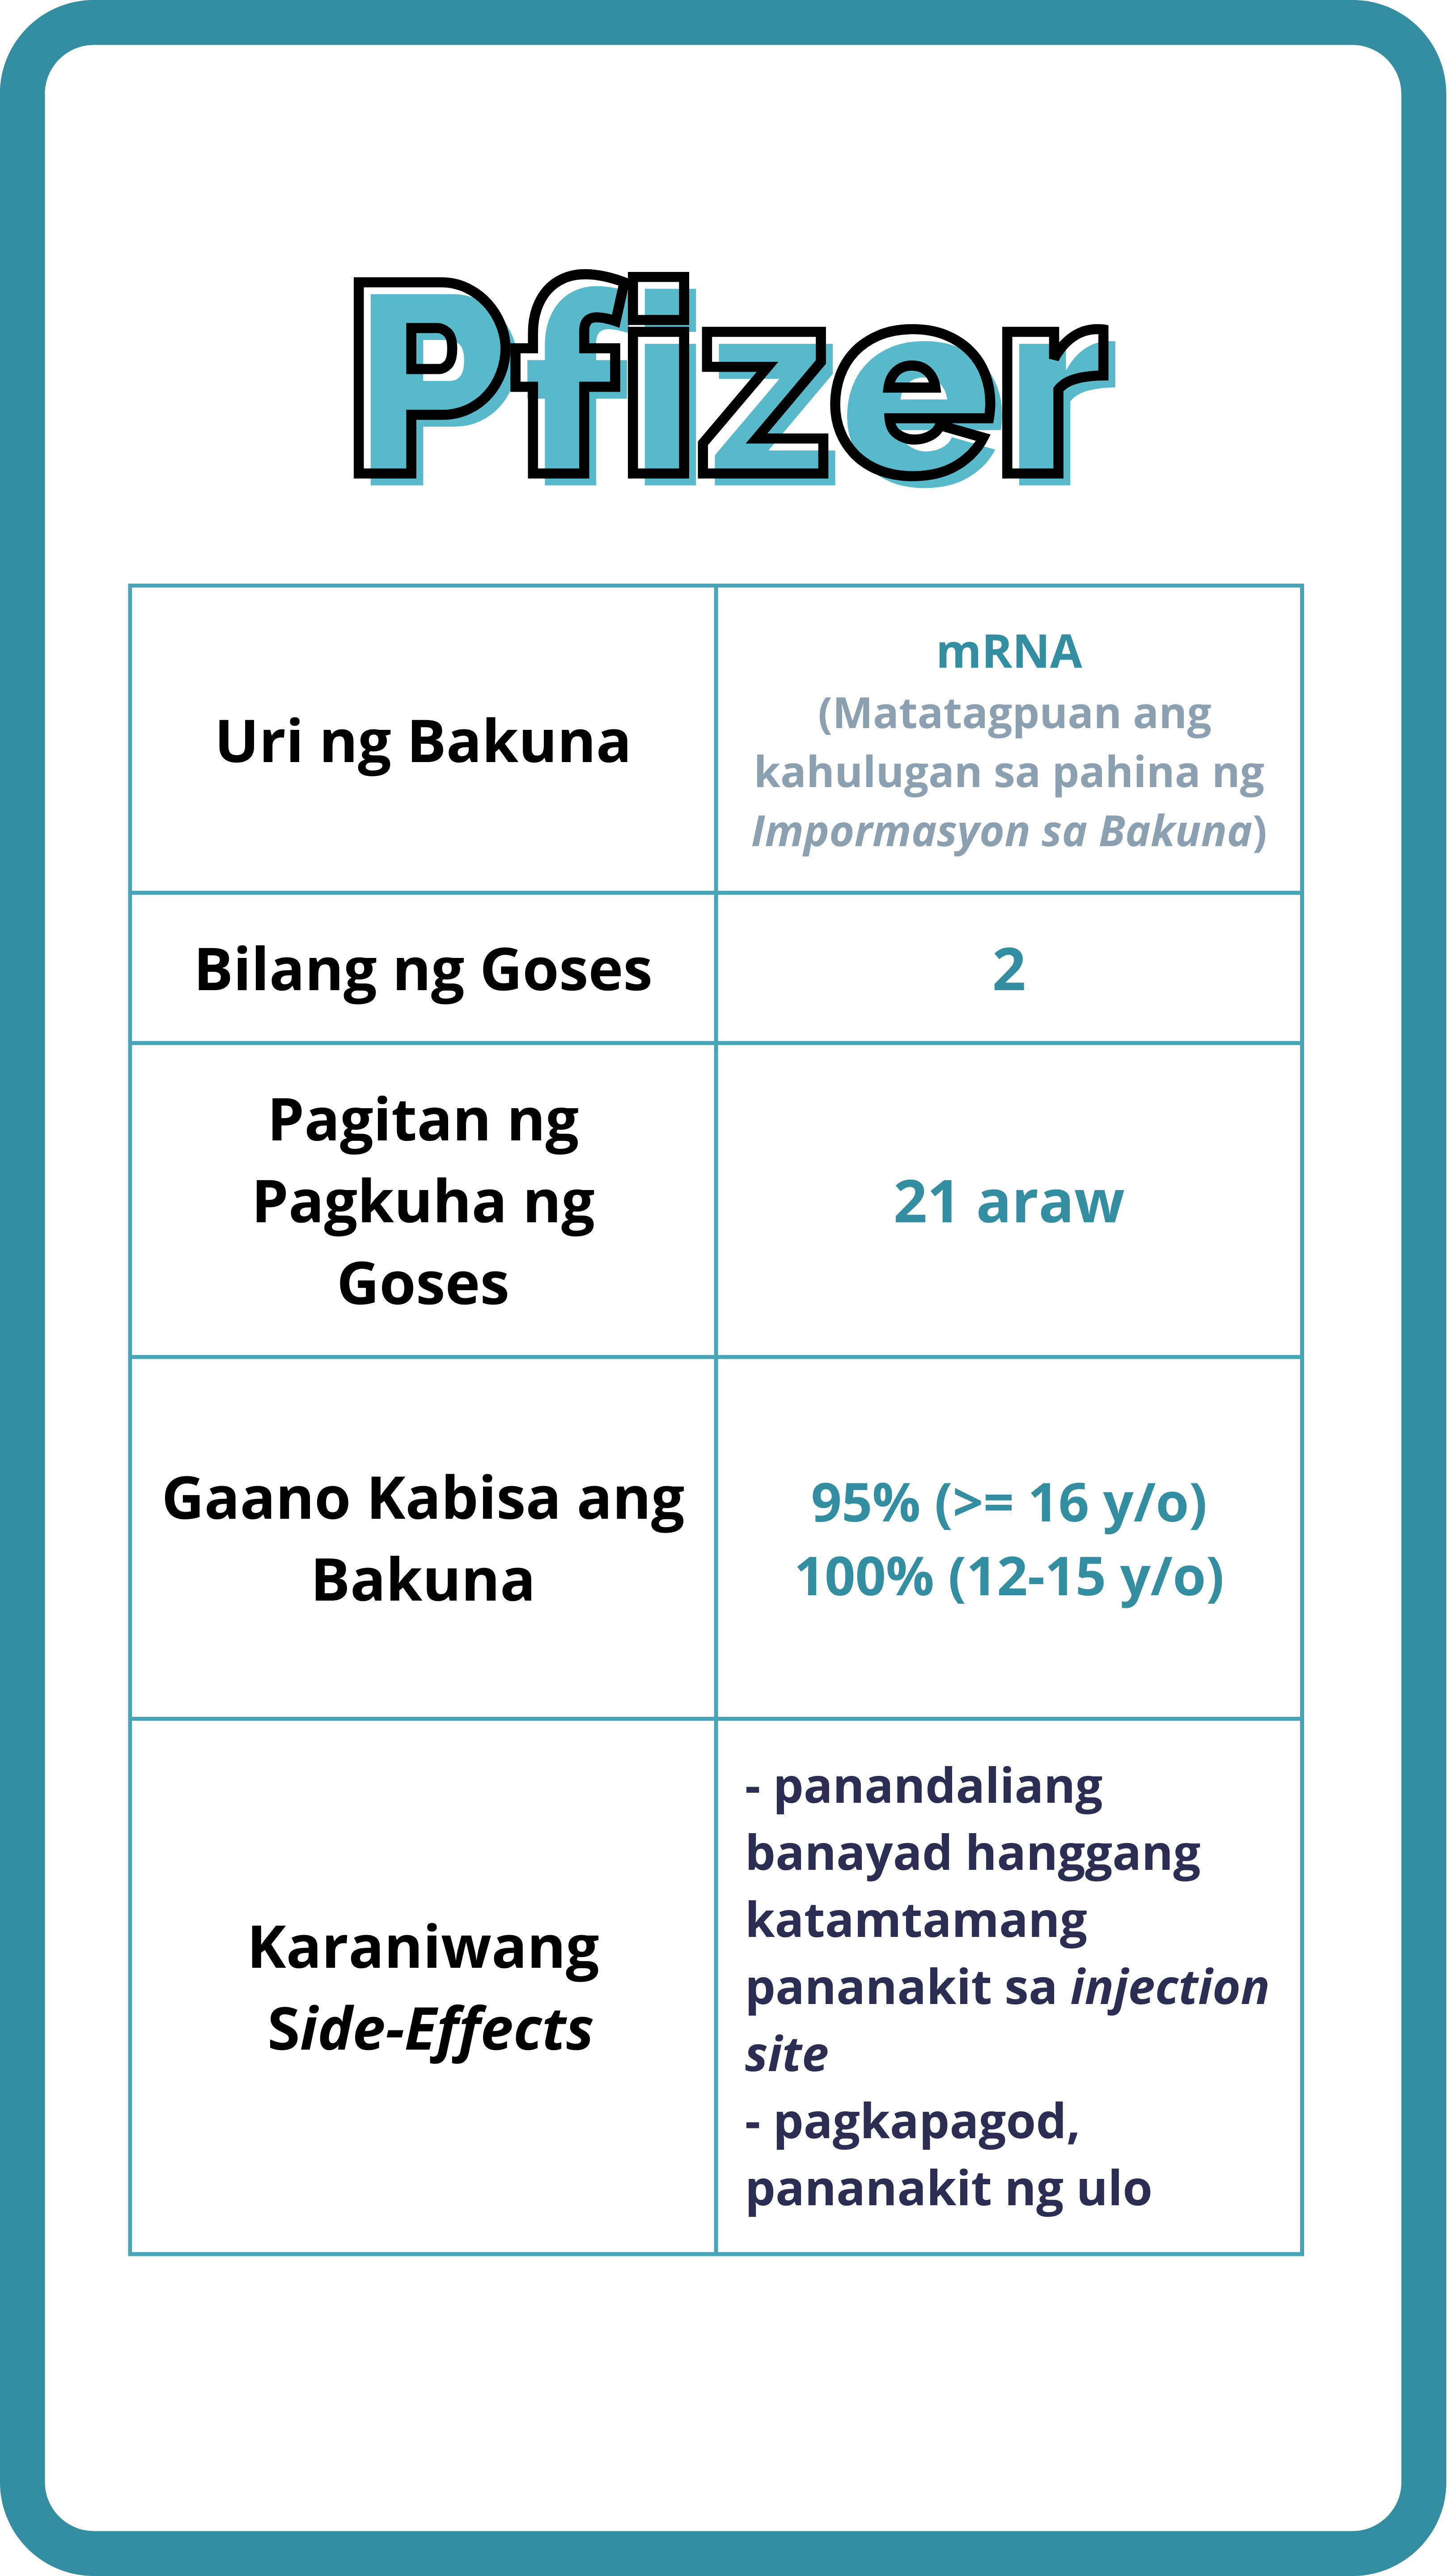 Pfizer
Uri ng Bakuna
mRNA
(Matatagpuan ang
kahulugan sa pahina ng
Impormasyon sa Bakuna)
Bilang ng Goses
2
Pagitan ng
Pagkuha ng
Goses
21 araw
Gaano Kabisa ang
Bakuna
95% (>= 16 y/o)
100% (12-15 y/o)
Karaniwang
Side-Effects
- panandaliang
banayad hanggang
katamtamang
pananakit sa injection
site
- pagkapagod,
pananakit ng ulo